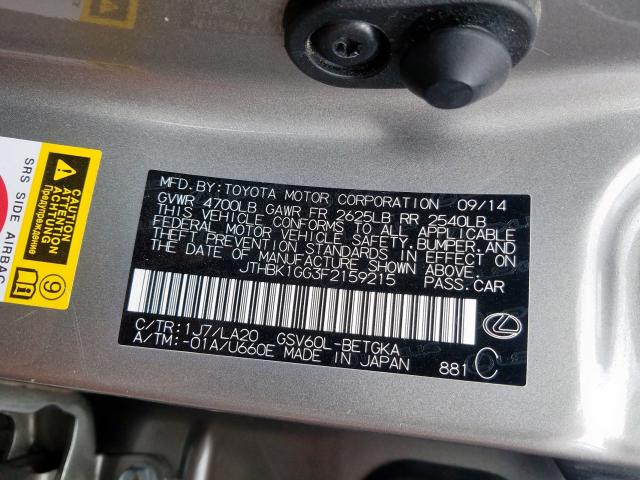 MFD. BY: TOYOTA MOTOR CORPORATION 09/14
GVWR 4700LB GAWR FR 2625LB RR 2540LB
THIS VEHICLE CONFORMS TO ALL APPLICABLE
FEDERAL MOTOR VEHICLE SAFETY, BUMPER, AND
THEFT PREVENTION STANDARDS IN EFFECT ON
THE DATE OF MANUFACTURE SHOWN ABOVE.
JTHBK1GG3F2159215 PASS.CAR
C/TR:1J7/LA20 GSV60L-BETGKA
A/TM:-01A/U660E MADE IN JAPAN 881 C
SRS SIDE AIRBAG
CAUTION
ACHTUNG
ATTENTION
ATTENZIONE
Предупреждение
9